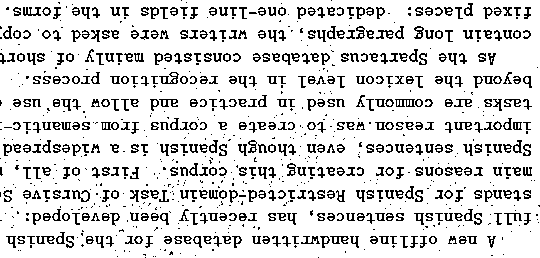 A new offline handwritten database for the Spanish
full Spanish sentences, has recently been developed:
stands for Spanish Restricted-domain Task of Cursive S
main reasons for creating this corpus. First of all,
Spanish sentences, even though Spanish is a widespread
important reason was to create a corpus from semantic-
tasks are commonly used in practice and allow the use
beyond the lexicon level in the recognition process.
As the Spartacus database consisted mainly of short
contain long paragraphs, the writers were asked to copy
fixed places: dedicated one-line fields in the forms.